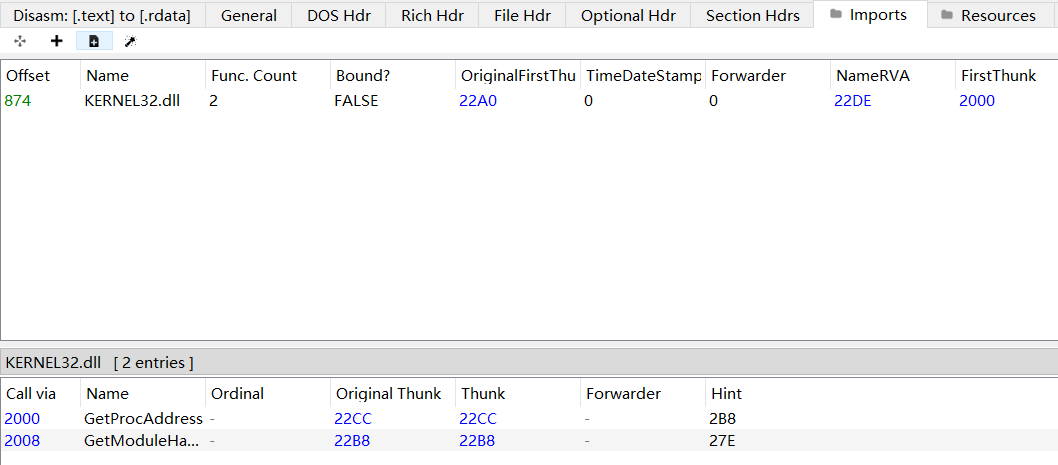 Disasm: [.text] to [.rdata] General DOS Hdr Rich Hdr File Hdr Optional Hdr Section Hdrs Imports Resources
Offset Name Func. Count Bound? OriginalFirstThu TimeDateStamp Forwarder NameRVA FirstThunk
874 KERNEL32.dll 2 FALSE 22A0 0 0 22DE 2000
KERNEL32.dll [ 2 entries ]
Call via Name Ordinal Original Thunk Thunk Forwarder Hint
2000 GetProcAddress - 22CC 22CC - 2B8
2008 GetModuleHa... - 22B8 22B8 - 27E